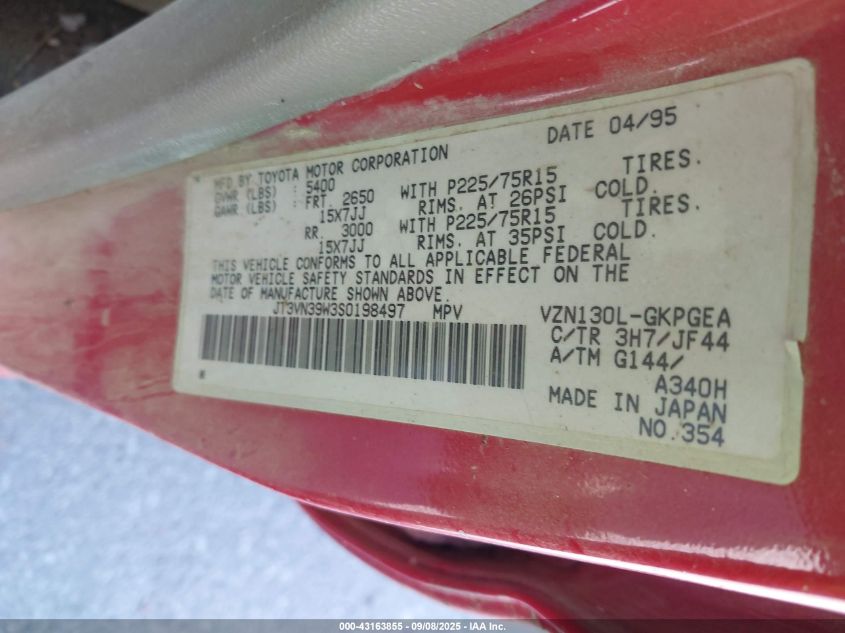 DATE 04/95
MFD BY TOYOTA MOTOR CORPORATION
GVWR (LBS) : 5400
GAWR (LBS) : FRT. 2650 WITH P225/75R15 TIRES.
15X7JJ RIMS. AT 26PSI COLD.
RR. 3000 WITH P225/75R15 TIRES.
15X7JJ RIMS. AT 35PSI COLD.
THIS VEHICLE CONFORMS TO ALL APPLICABLE FEDERAL
MOTOR VEHICLE SAFETY STANDARDS IN EFFECT ON THE
DATE OF MANUFACTURE SHOWN ABOVE.
JT3VN39W3S0198497 MPV VZN130L-GKPGEA
C/TR 3H7/JF44
A/TM G144/
A340H
MADE IN JAPAN
NO.354
000-43163855 - 09/08/2025 - IAA Inc.